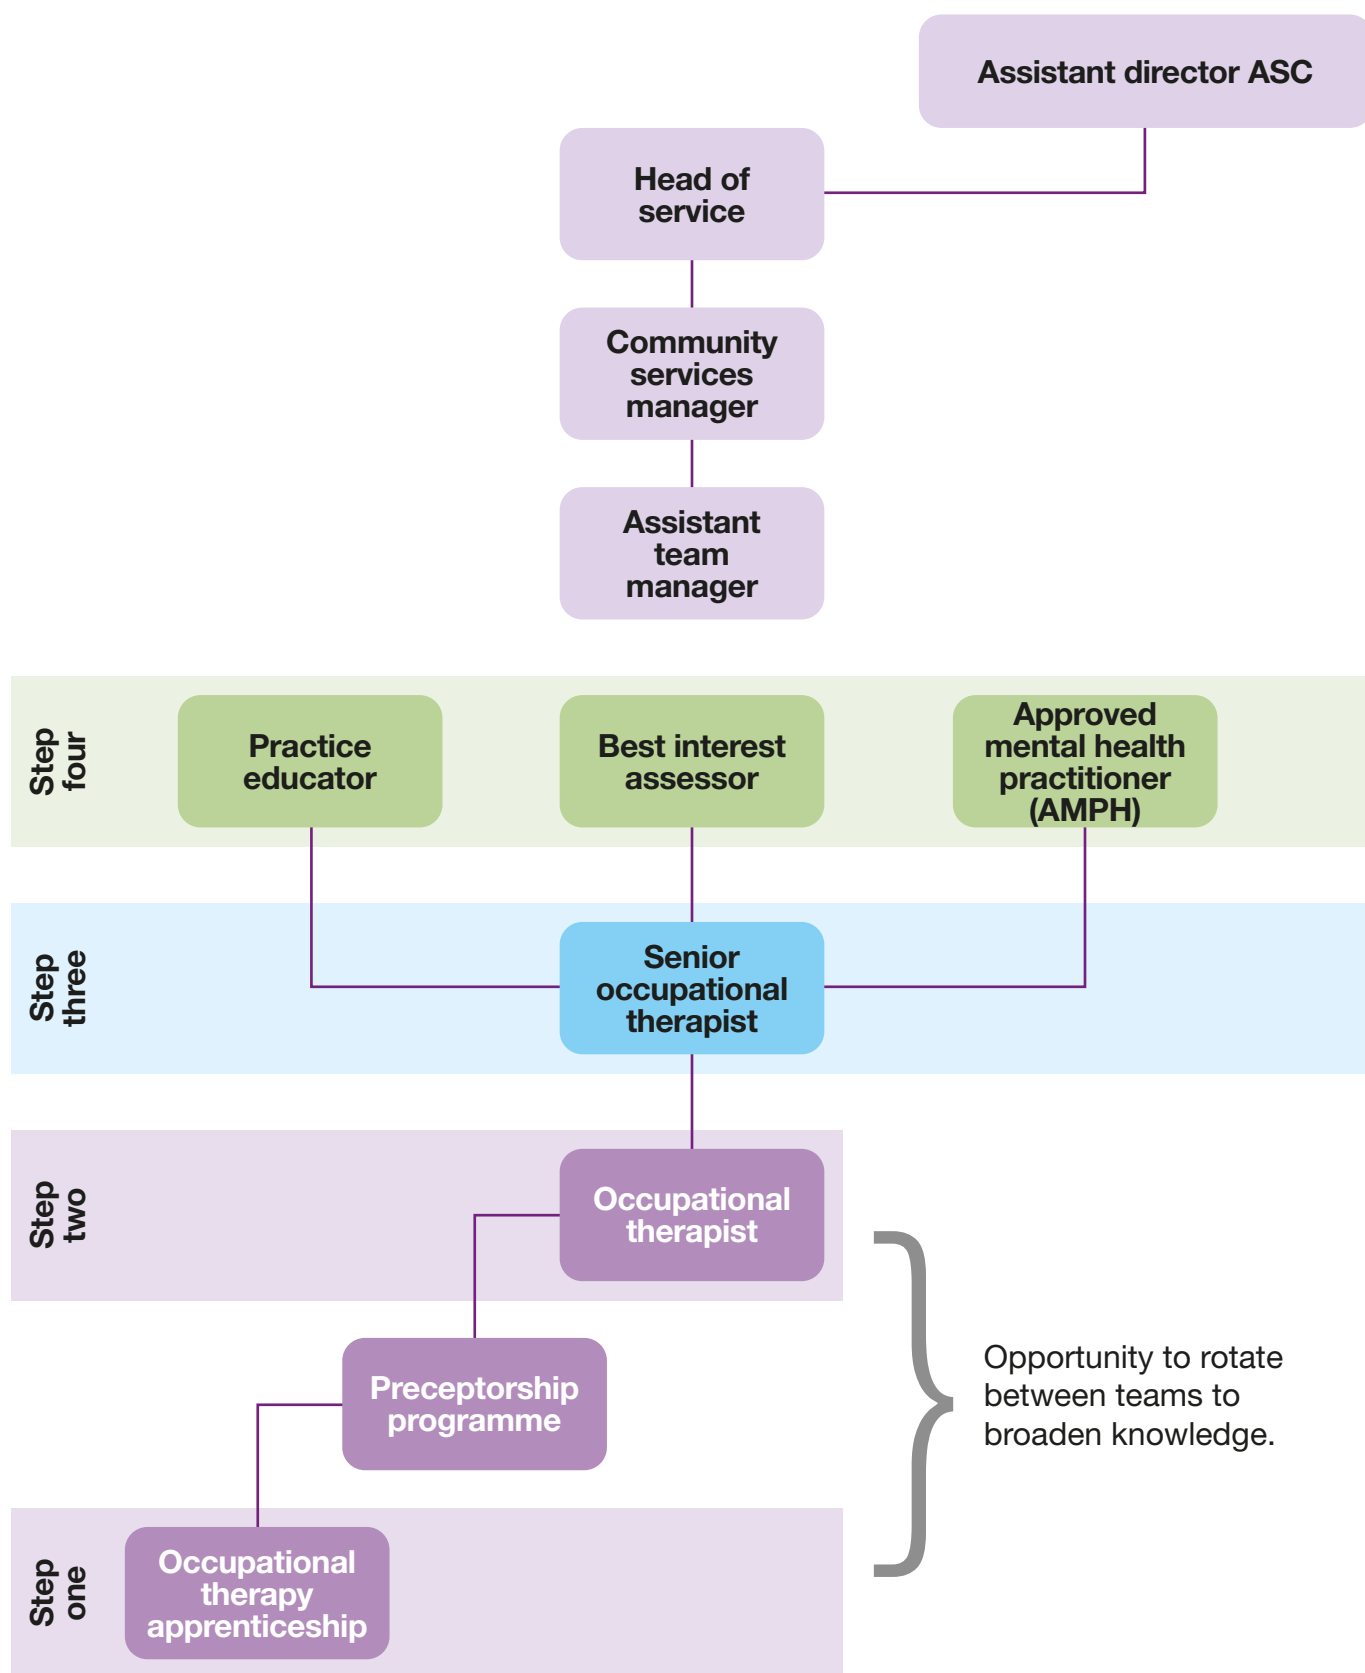 Assistant director ASC
Head of
service
Community
services
manager
Assistant
team
manager
Step
four
Practice
educator
Best interest
assessor
Approved
mental health
practitioner
(AMPH)
Step
three
Senior
occupational
therapist
Step
two
Occupational
therapist
Preceptorship
programme
Opportunity to rotate
between teams to
broaden knowledge.
Step
one
Occupational
therapy
apprenticeship